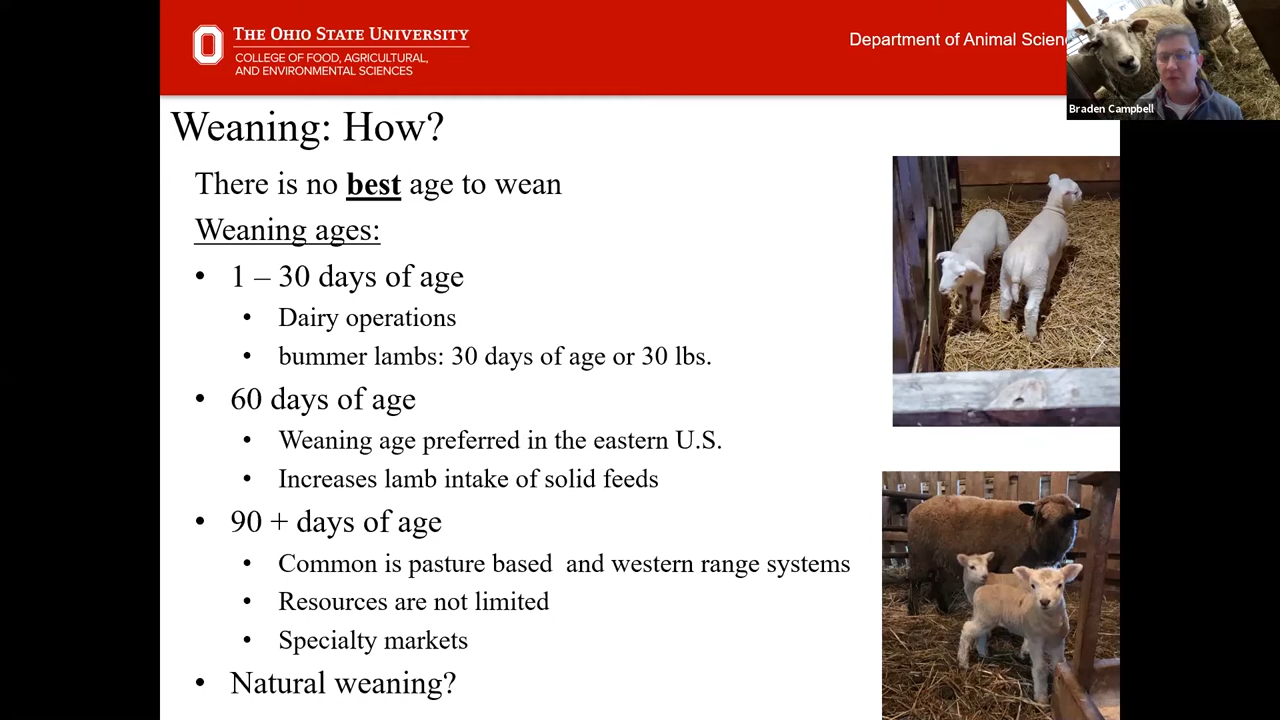 THE OHIO STATE UNIVERSITY
COLLEGE OF FOOD, AGRICULTURAL,
AND ENVIRONMENTAL SCIENCES
Department of Animal
Braden Campbell
Weaning: How?
There is no best age to wean
Weaning ages:
• 1 – 30 days of age
• Dairy operations
• bummer lambs: 30 days of age or 30 lbs.
• 60 days of age
• Weaning age preferred in the eastern U.S.
• Increases lamb intake of solid feeds
• 90 + days of age
• Common is pasture based and western range systems
• Resources are not limited
• Specialty markets
• Natural weaning?